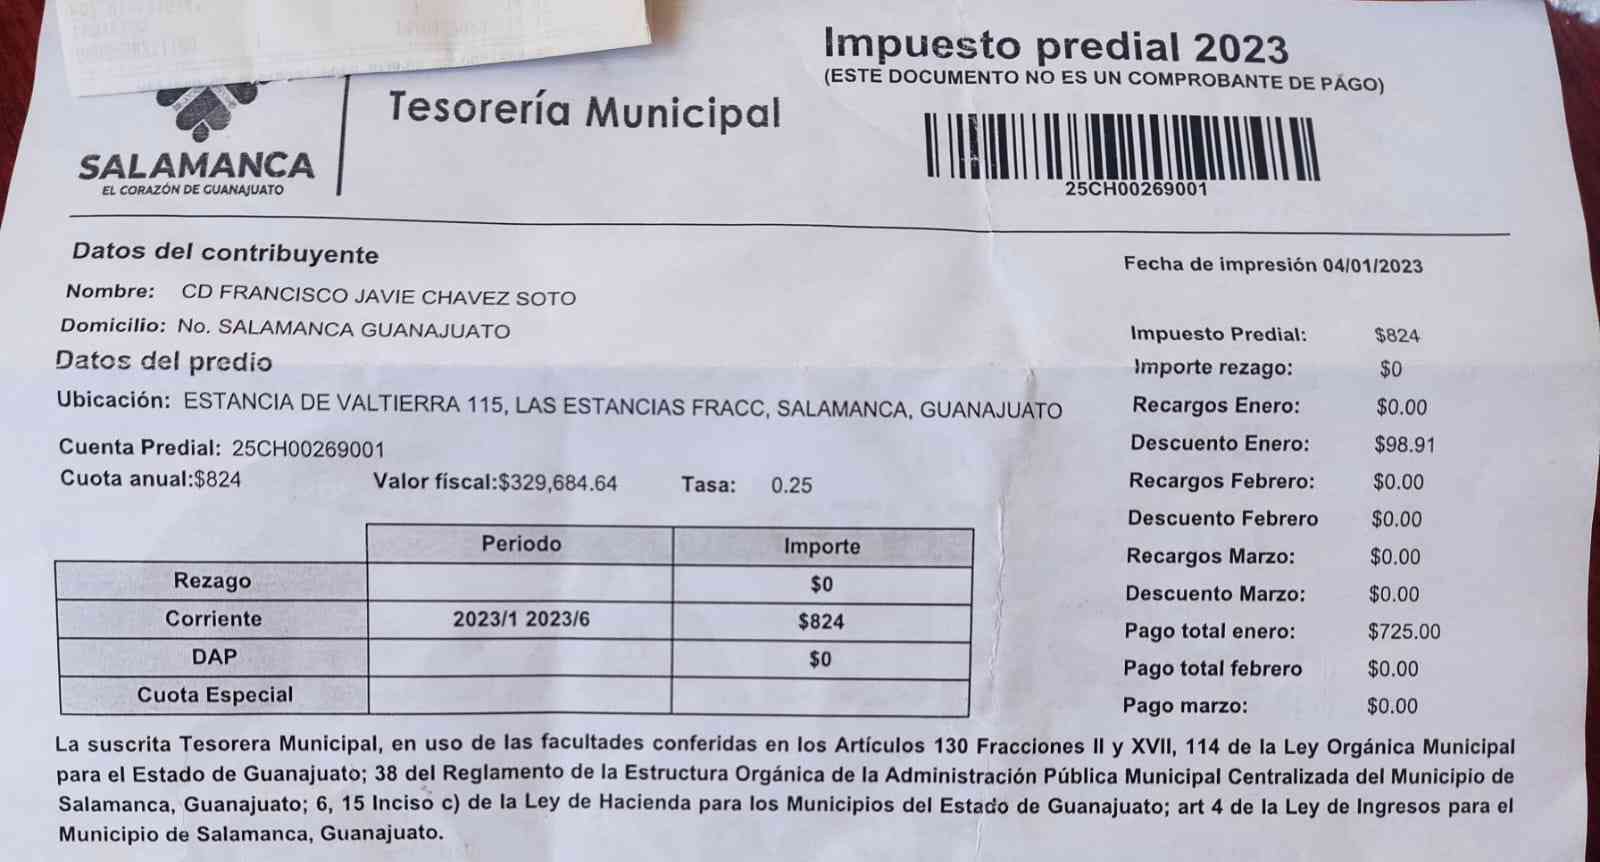 Impuesto predial 2023
(ESTE DOCUMENTO NO ES UN COMPROBANTE DE PAGO)
Tesorería Municipal
SALAMANCA
EL CORAZÓN DE GUANAJUATO
25CH00269001
Datos del contribuyente
Fecha de impresión 04/01/2023
Nombre: CD FRANCISCO JAVIE CHAVEZ SOTO
Domicilio: No. SALAMANCA GUANAJUATO
Datos del predio
Ubicación: ESTANCIA DE VALTIERRA 115, LAS ESTANCIAS FRACC, SALAMANCA, GUANAJUATO
Cuenta Predial: 25CH00269001
Cuota anual:$824 Valor fiscal:$329,684.64 Tasa: 0.25
Periodo Importe
Rezago $0
Corriente 2023/1 2023/6 $824
DAP $0
Cuota Especial
Impuesto Predial: $824
Importe rezago: $0
Recargos Enero: $0.00
Descuento Enero: $98.91
Recargos Febrero: $0.00
Descuento Febrero $0.00
Recargos Marzo: $0.00
Descuento Marzo: $0.00
Pago total enero: $725.00
Pago total febrero $0.00
Pago marzo: $0.00
La suscrita Tesorera Municipal, en uso de las facultades conferidas en los Artículos 130 Fracciones II y XVII, 114 de la Ley Orgánica Municipal
para el Estado de Guanajuato; 38 del Reglamento de la Estructura Orgánica de la Administración Pública Municipal Centralizada del Municipio de
Salamanca, Guanajuato; 6, 15 Inciso c) de la Ley de Hacienda para los Municipios del Estado de Guanajuato; art 4 de la Ley de Ingresos para el
Municipio de Salamanca, Guanajuato.